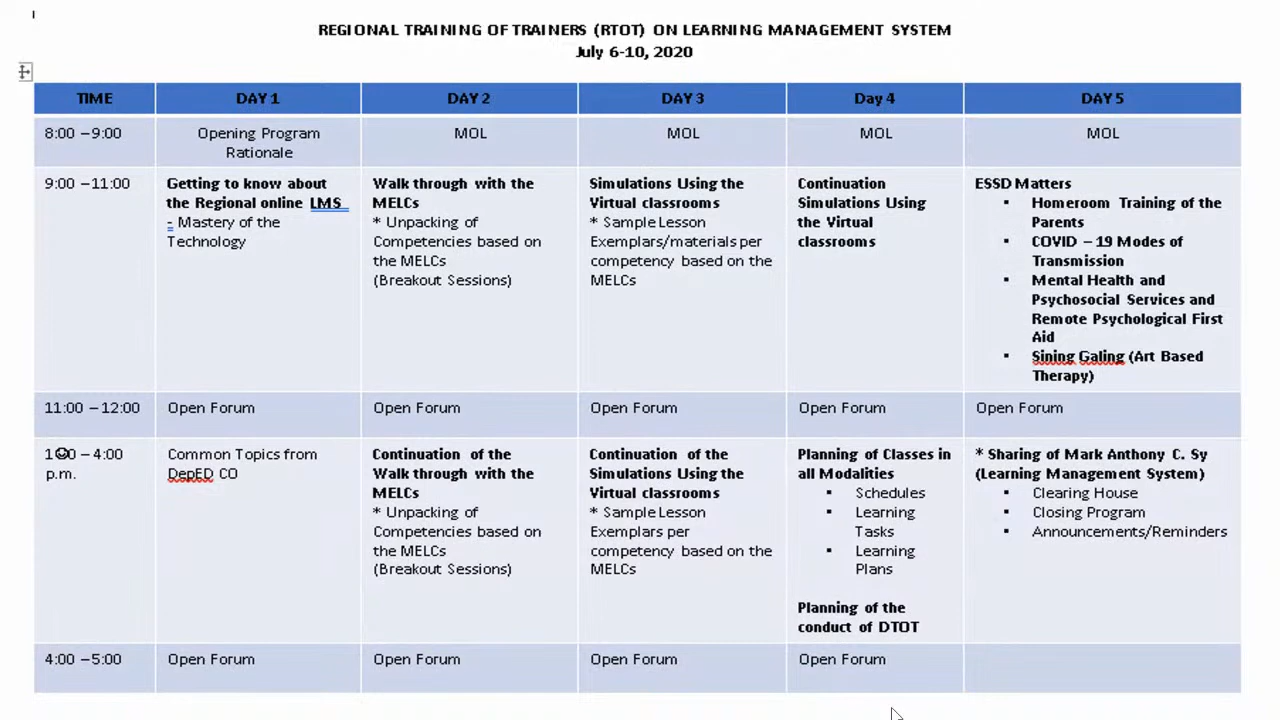 REGIONAL TRAINING OF TRAINERS (RTOT) ON LEARNING MANAGEMENT SYSTEM
July 6-10, 2020
TIME
DAY 1
DAY 2
DAY 3
Day 4
DAY 5
8:00 – 9:00
Opening Program
Rationale
MOL
MOL
MOL
MOL
9:00 – 11:00
Getting to know about
the Regional online LMS
- Mastery of the
Technology
Walk through with the
MELCs
* Unpacking of
Competencies based on
the MELCs
(Breakout Sessions)
Simulations Using the
Virtual classrooms
* Sample Lesson
Exemplars/materials per
competency based on the
MELCs
Continuation
Simulations Using
the Virtual
classrooms
ESSD Matters
▪ Homeroom Training of the
Parents
▪ COVID – 19 Modes of
Transmission
▪ Mental Health and
Psychosocial Services and
Remote Psychological First
Aid
▪ Sining Galing (Art Based
Therapy)
11:00 – 12:00
Open Forum
Open Forum
Open Forum
Open Forum
Open Forum
– 4:00
p.m.
Common Topics from
DepED CO
Continuation of the
Walk through with the
MELCs
* Unpacking of
Competencies based on
the MELCs
(Breakout Sessions)
Continuation of the
Simulations Using the
Virtual classrooms
* Sample Lesson
Exemplars per
competency based on the
MELCs
Planning of Classes in
all Modalities
▪ Schedules
▪ Learning
Tasks
▪ Learning
Plans
Planning of the
conduct of DTOT
* Sharing of Mark Anthony C. Sy
(Learning Management System)
▪ Clearing House
▪ Closing Program
▪ Announcements/Reminders
4:00 – 5:00
Open Forum
Open Forum
Open Forum
Open Forum